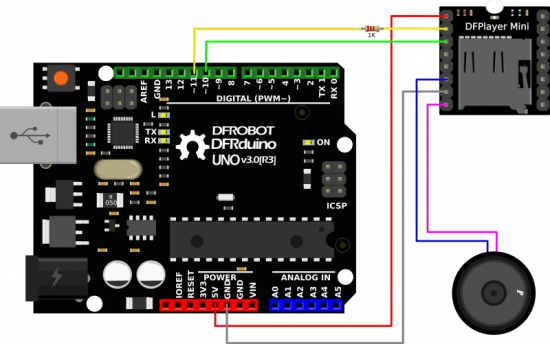 DFPlayer Mini
1K
AREF
GND
13
12
~11
~10
~9
8
7
~6
~5
4
~3
2
TX 1
RX 0
DIGITAL (PWM~)
L
TX
RX
DFROBOT
DFRduino
UNO v3.0[R3]
ON
ICSP
POWER
ANALOG IN
IOREF
RESET
3V3
5V
GND
GND
VIN
A0
A1
A2
A3
A4
A5